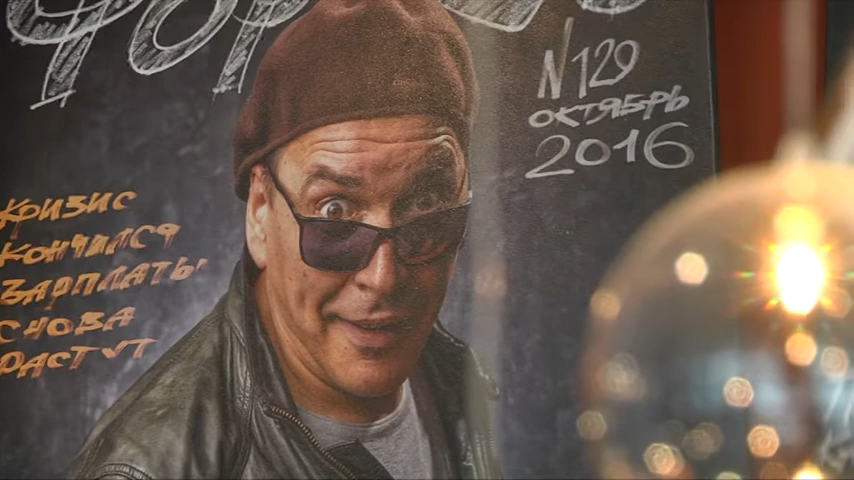 N129
ОКТЯБРЬ
2016
КРИЗИС
КОНЧИЛСЯ
ЗАРПЛАТЫ
СНОВА
РАСТУТ